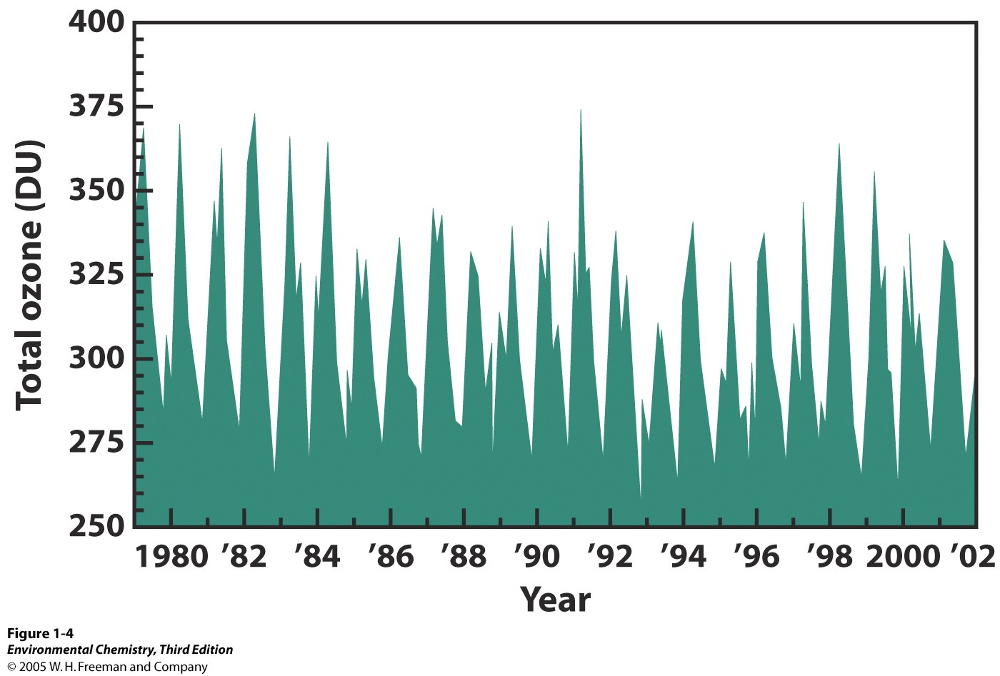 400
375
350
325
300
275
250
Total ozone (DU)
1980 ’82 ’84 ’86 ’88 ’90 ’92 ’94 ’96 ’98 2000 ’02
Year
Figure 1-4
Environmental Chemistry, Third Edition
© 2005 W. H. Freeman and Company